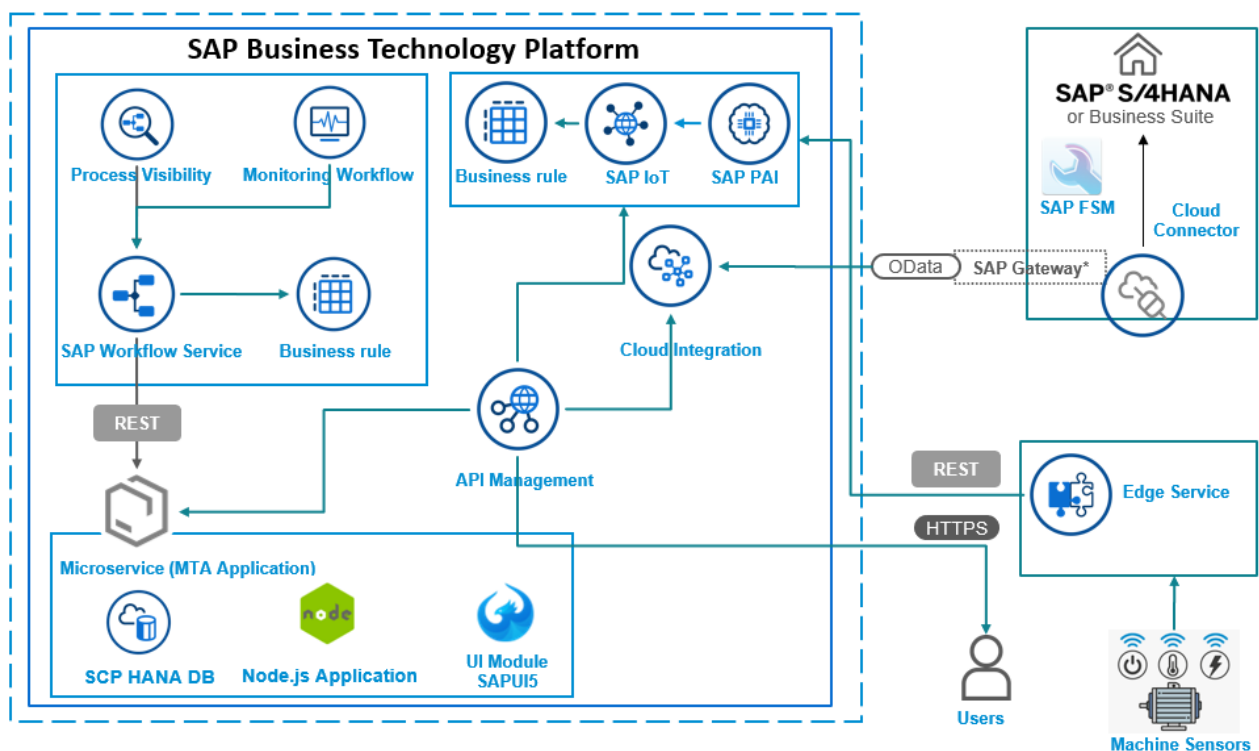 SAP Business Technology Platform
Process Visibility
Monitoring Workflow
SAP Workflow Service
Business rule
REST
Business rule
SAP IoT
SAP PAI
Cloud Integration
API Management
Microservice (MTA Application)
SCP HANA DB
node
Node.js Application
UI Module
SAPUI5
SAP® S/4HANA
or Business Suite
SAP FSM
Cloud
Connector
OData
SAP Gateway*
REST
Edge Service
HTTPS
Users
Machine Sensors